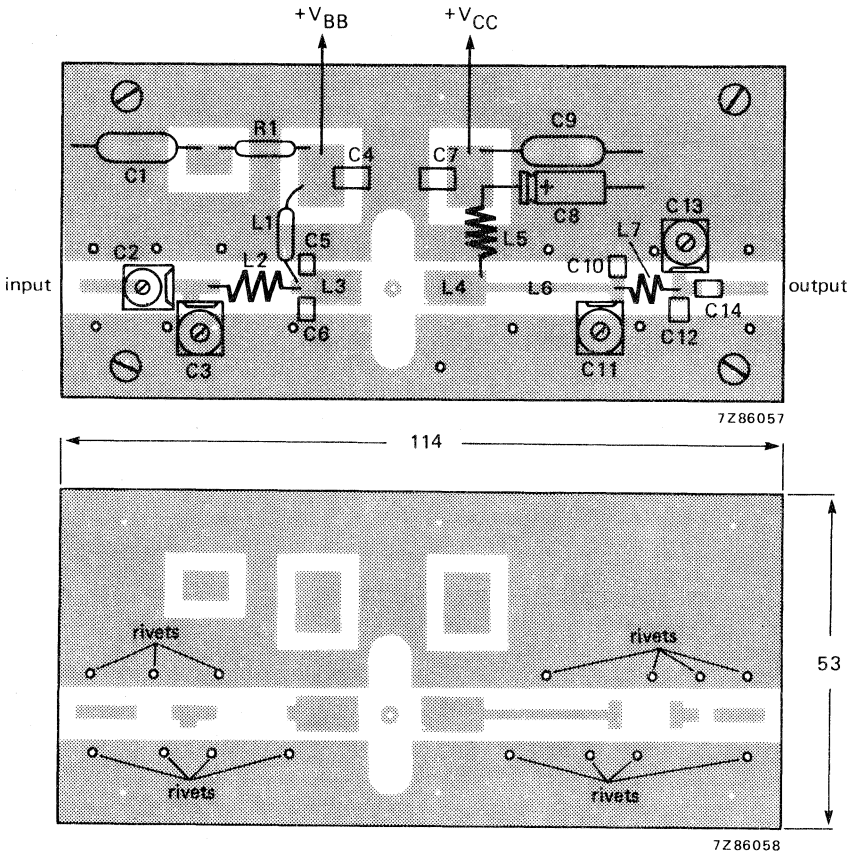 +VBB
+VCC
R1
C9
C4
C7
C1
C8
+
C13
L1
L5
L7
C2
L2
C5
C10
input
L3
L4
L6
output
C14
C3
C6
C11
C12
7Z86057
114
rivets
rivets
53
rivets
rivets
7Z86058